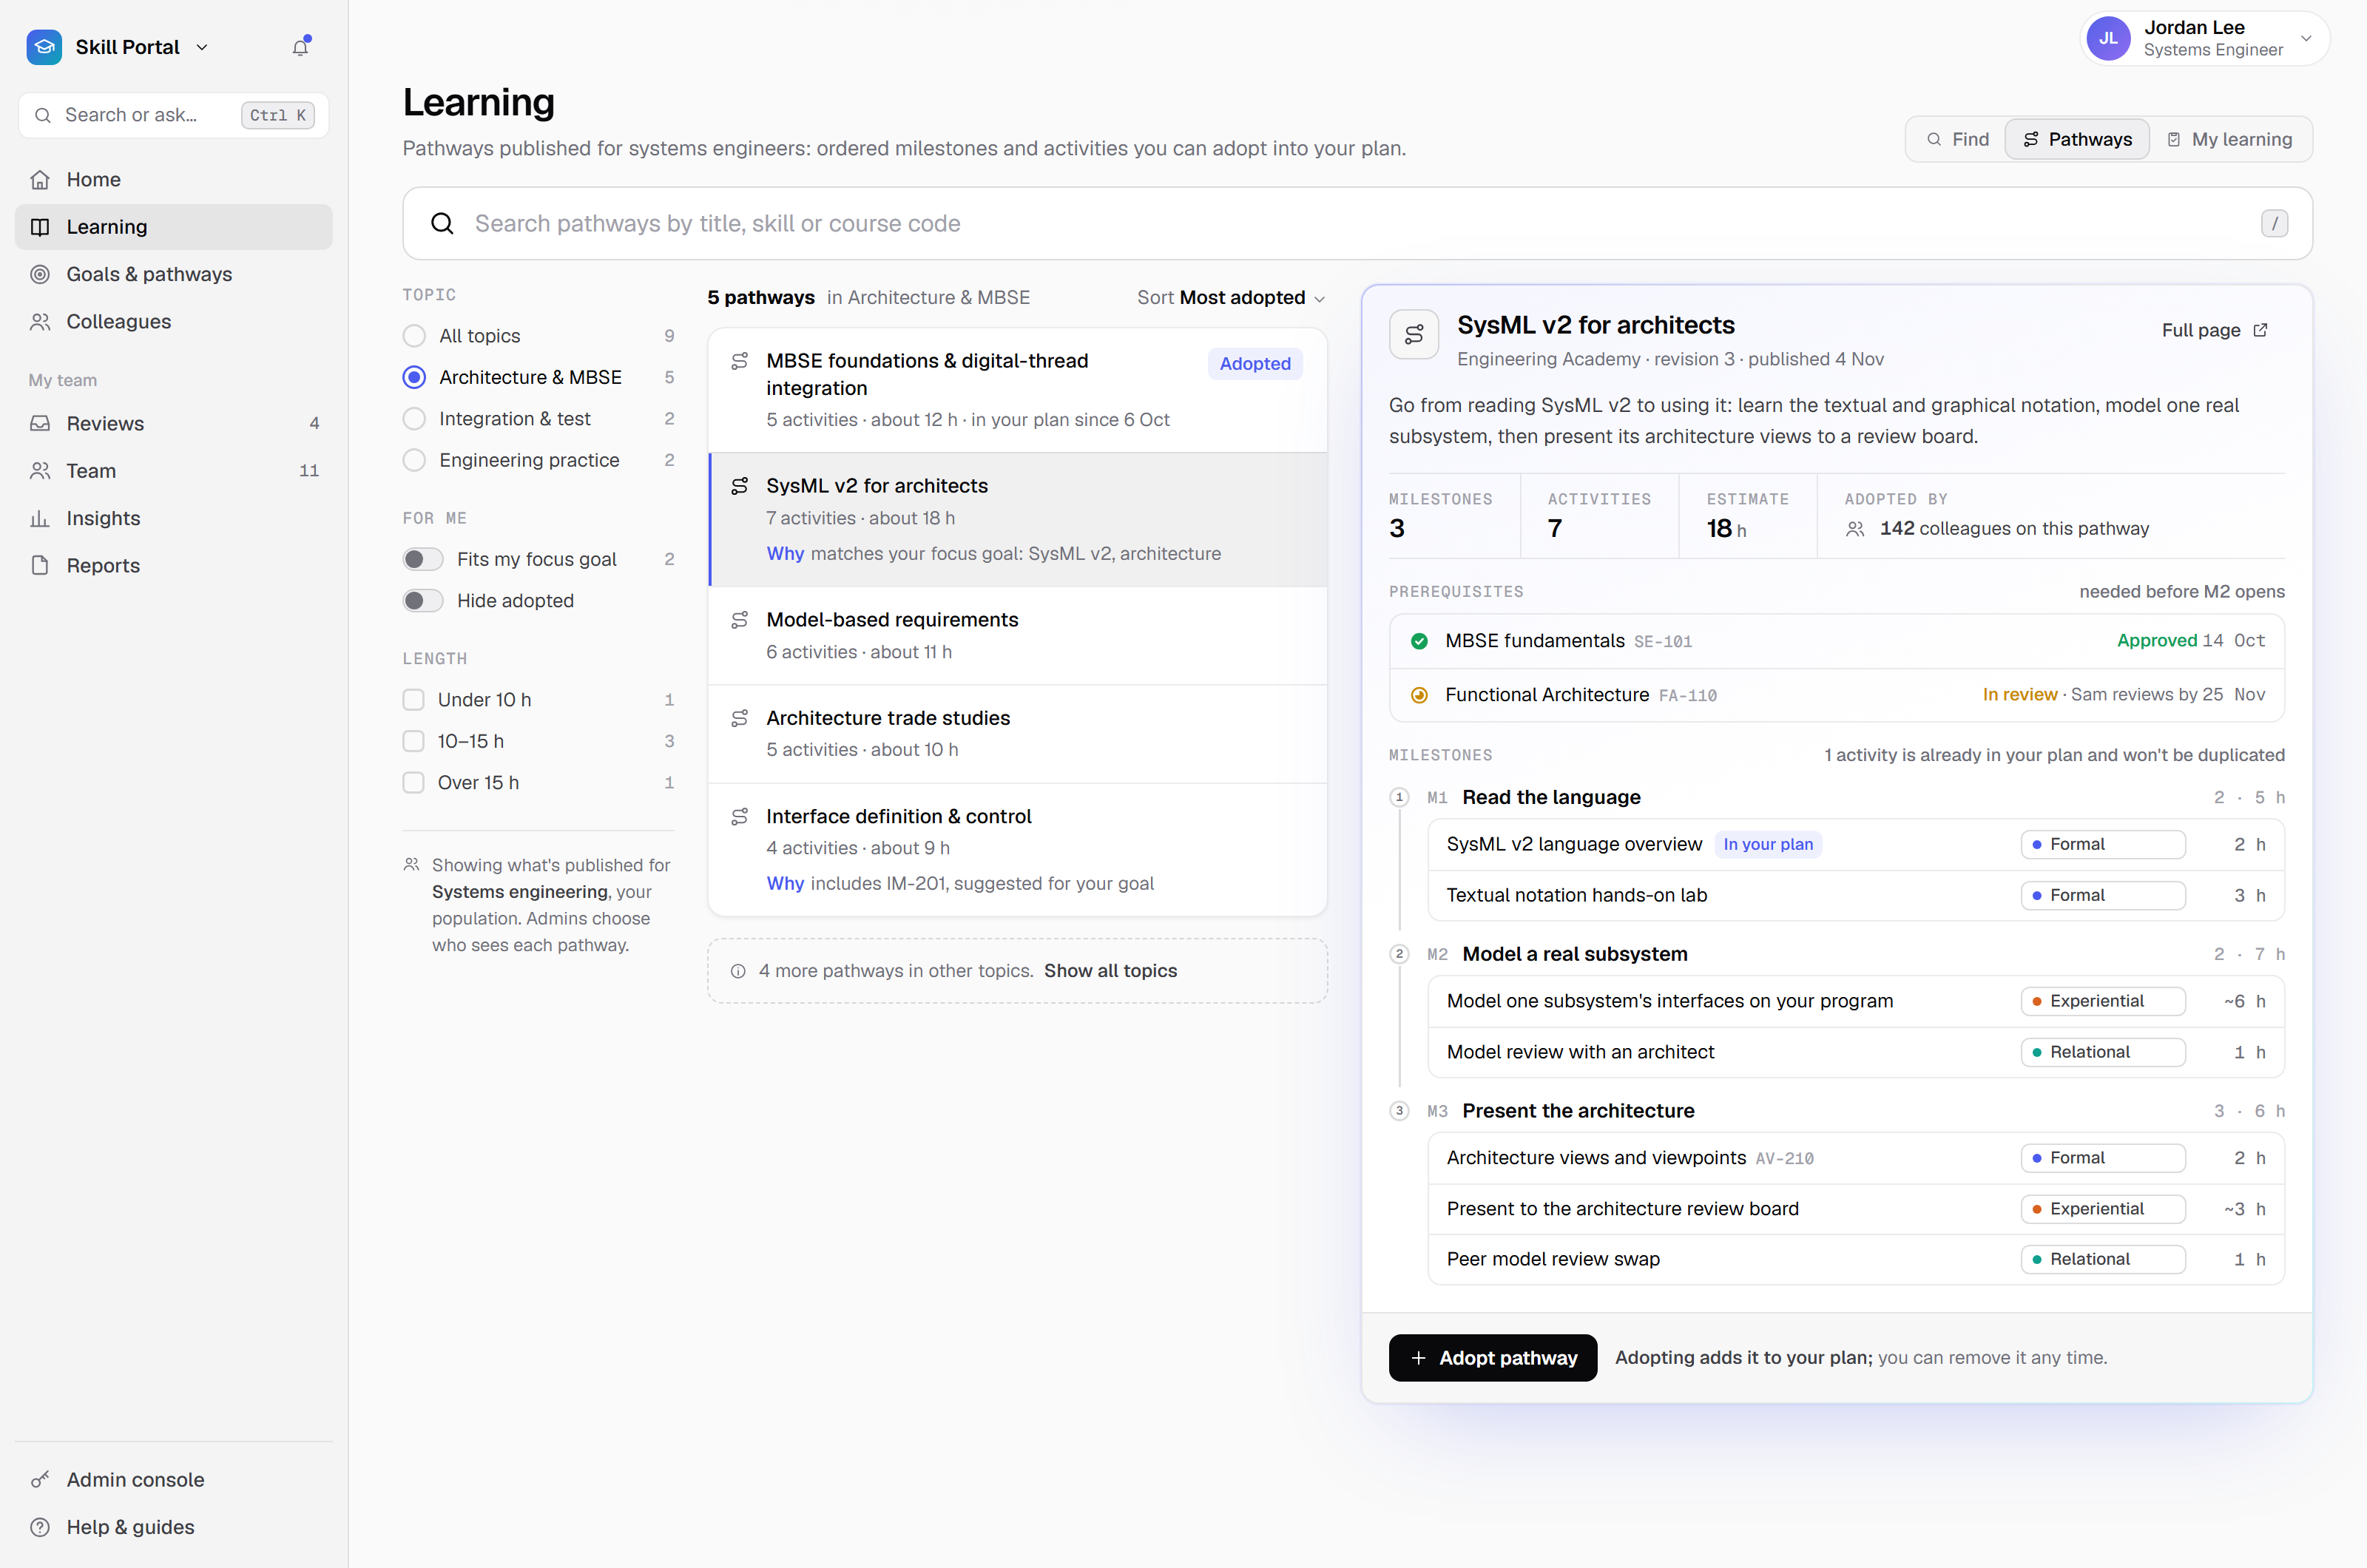 Skill Portal
Search or ask...
Ctrl K
Home
Learning
Goals & pathways
Colleagues
My team
Reviews 4
Team 11
Insights
Reports
Admin console
Help & guides
JL
Jordan Lee
Systems Engineer
Learning
Pathways published for systems engineers: ordered milestones and activities you can adopt into your plan.
Find
Pathways
My learning
Search pathways by title, skill or course code
/
TOPIC
All topics 9
Architecture & MBSE 5
Integration & test 2
Engineering practice 2
FOR ME
Fits my focus goal 2
Hide adopted
LENGTH
Under 10 h 1
10–15 h 3
Over 15 h 1
Showing what's published for
Systems engineering, your
population. Admins choose
who sees each pathway.
5 pathways in Architecture & MBSE
Sort Most adopted
MBSE foundations & digital-thread
integration
Adopted
5 activities · about 12 h · in your plan since 6 Oct
SysML v2 for architects
7 activities · about 18 h
Why matches your focus goal: SysML v2, architecture
Model-based requirements
6 activities · about 11 h
Architecture trade studies
5 activities · about 10 h
Interface definition & control
4 activities · about 9 h
Why includes IM-201, suggested for your goal
4 more pathways in other topics. Show all topics
SysML v2 for architects
Engineering Academy · revision 3 · published 4 Nov
Full page
Go from reading SysML v2 to using it: learn the textual and graphical notation, model one real
subsystem, then present its architecture views to a review board.
MILESTONES
3
ACTIVITIES
7
ESTIMATE
18 h
ADOPTED BY
142 colleagues on this pathway
PREREQUISITES
needed before M2 opens
MBSE fundamentals SE-101 Approved 14 Oct
Functional Architecture FA-110 In review · Sam reviews by 25 Nov
MILESTONES
1 activity is already in your plan and won't be duplicated
1 M1 Read the language 2 · 5 h
SysML v2 language overview In your plan Formal 2 h
Textual notation hands-on lab Formal 3 h
2 M2 Model a real subsystem 2 · 7 h
Model one subsystem's interfaces on your program Experiential ~6 h
Model review with an architect Relational 1 h
3 M3 Present the architecture 3 · 6 h
Architecture views and viewpoints AV-210 Formal 2 h
Present to the architecture review board Experiential ~3 h
Peer model review swap Relational 1 h
Adopt pathway
Adopting adds it to your plan; you can remove it any time.